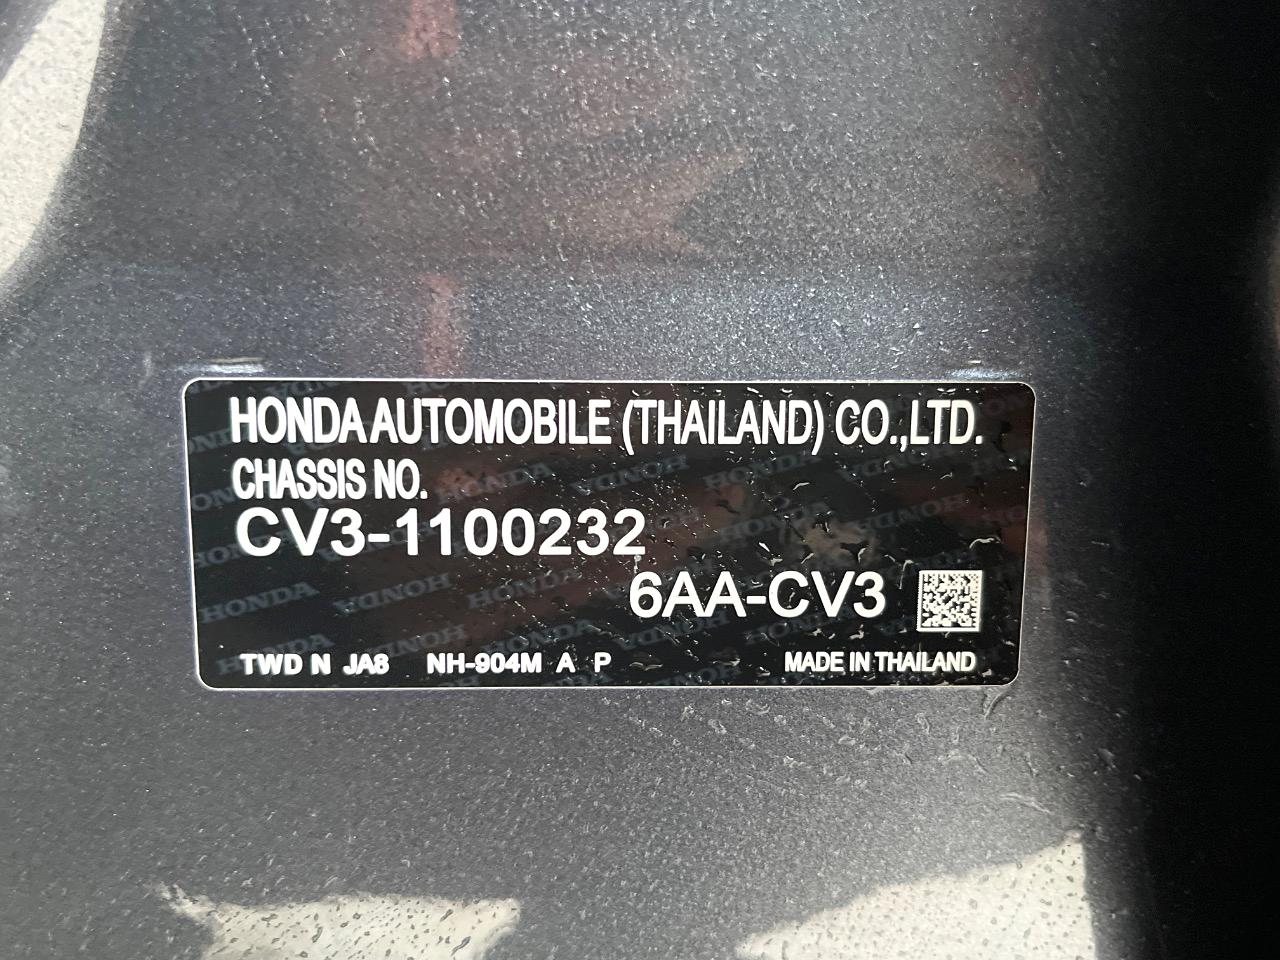 HONDA AUTOMOBILE (THAILAND) CO.,LTD.
CHASSIS NO.
CV3-1100232
6AA-CV3
TWD N JA8 NH-904M A P MADE IN THAILAND